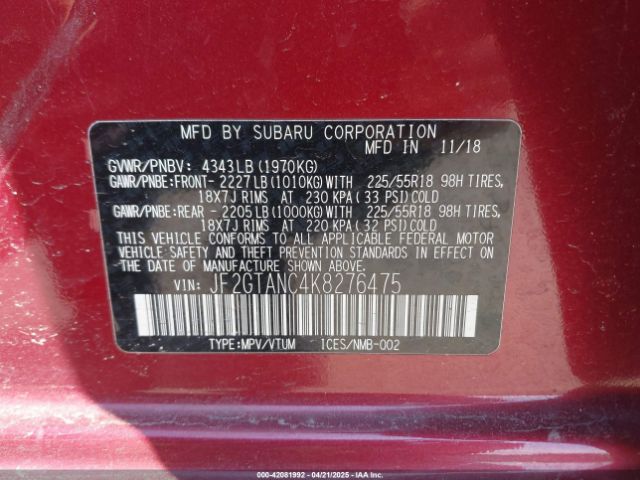 MFD BY SUBARU CORPORATION
MFD IN 11/18
GVWR/PNBV: 4343LB(1970KG)
GAWR/PNBE:FRONT- 2227LB(1010KG)WITH 225/55R18 98H TIRES,
18X7J RIMS AT 230 KPA( 33 PSI)COLD
GAWR/PNBE:REAR - 2205LB(1000KG)WITH 225/55R18 98H TIRES,
18X7J RIMS AT 220 KPA( 32 PSI)COLD
THIS VEHICLE CONFORMS TO ALL APPLICABLE FEDERAL MOTOR
VEHICLE SAFETY AND THEFT PREVENTION STANDARDS IN EFFECT ON
THE DATE OF MANUFACTURE SHOWN ABOVE.
VIN: JF2GTANC4K8276475
TYPE:MPV/VTUM ICES/NMB-002
000-42081992 04/21/2025 - IAAI Inc.